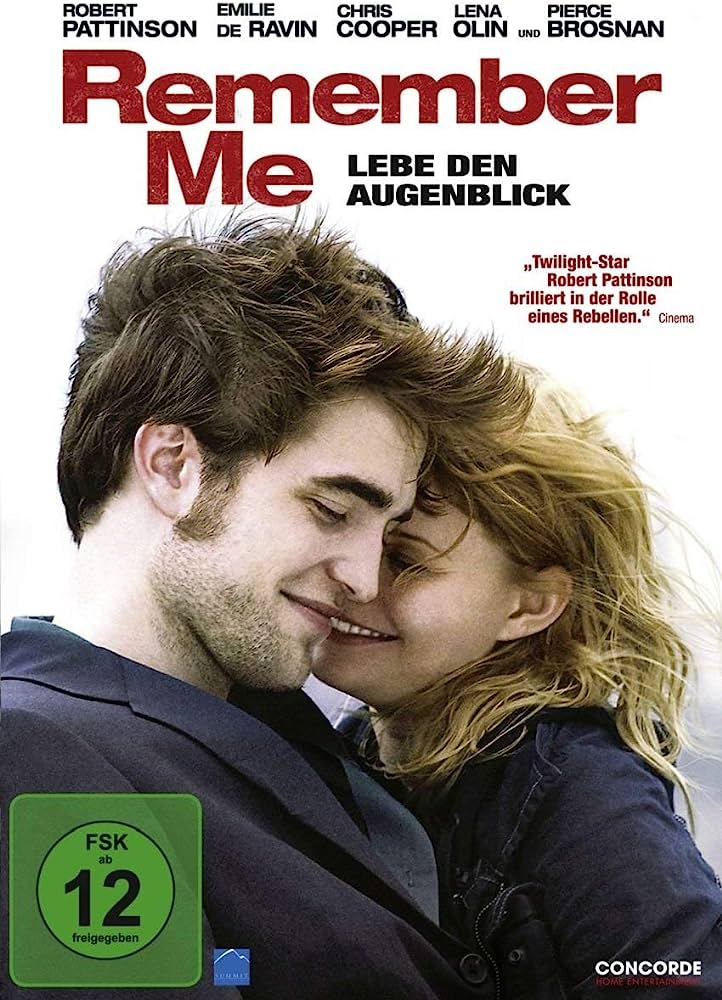 ROBERT PATTINSON
EMILIE DE RAVIN
CHRIS COOPER
LENA OLIN
UND
PIERCE BROSNAN
Remember
Me
LEBE DEN
AUGENBLICK
„Twilight-Star
Robert Pattinson
brilliert in der Rolle
eines Rebellen.“ Cinema
FSK
ab
12
freigegeben
SUMMIT
CONCORDE
HOME ENTERTAINMENT